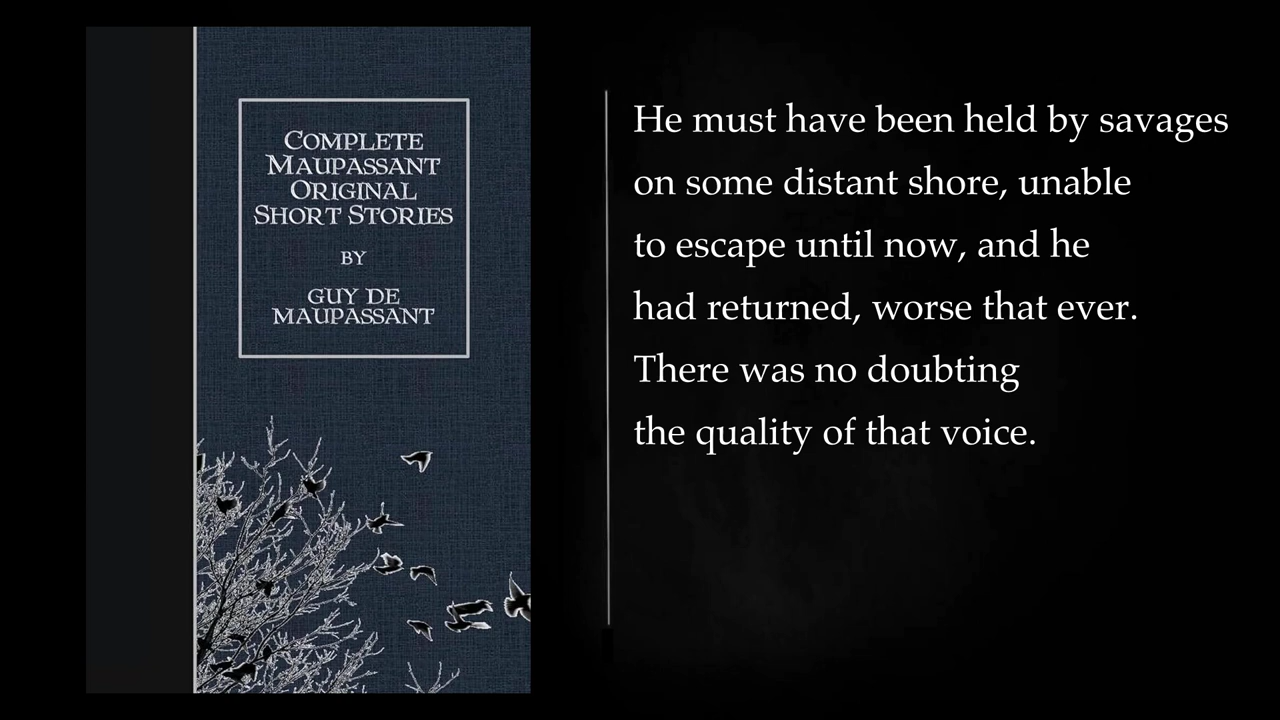 COMPLETE
MAUPASSANT
ORIGINAL
SHORT STORIES
BY
GUY DE
MAUPASSANT
He must have been held by savages
on some distant shore, unable
to escape until now, and he
had returned, worse that ever.
There was no doubting
the quality of that voice.